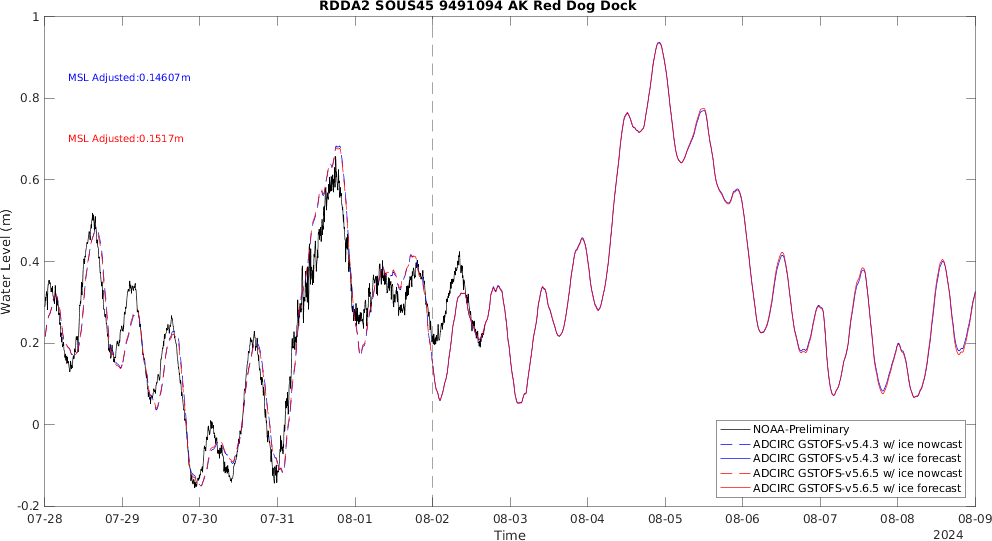 RDDA2 SOUS45 9491094 AK Red Dog Dock
1
0.8
0.6
0.4
0.2
0
-0.2
Water Level (m)
MSL Adjusted:0.14607m
MSL Adjusted:0.1517m
NOAA-Preliminary
ADCIRC GSTOFS-v5.4.3 w/ ice nowcast
ADCIRC GSTOFS-v5.4.3 w/ ice forecast
ADCIRC GSTOFS-v5.6.5 w/ ice nowcast
ADCIRC GSTOFS-v5.6.5 w/ ice forecast
07-28 07-29 07-30 07-31 08-01 08-02 08-03 08-04 08-05 08-06 08-07 08-08 08-09
Time
2024